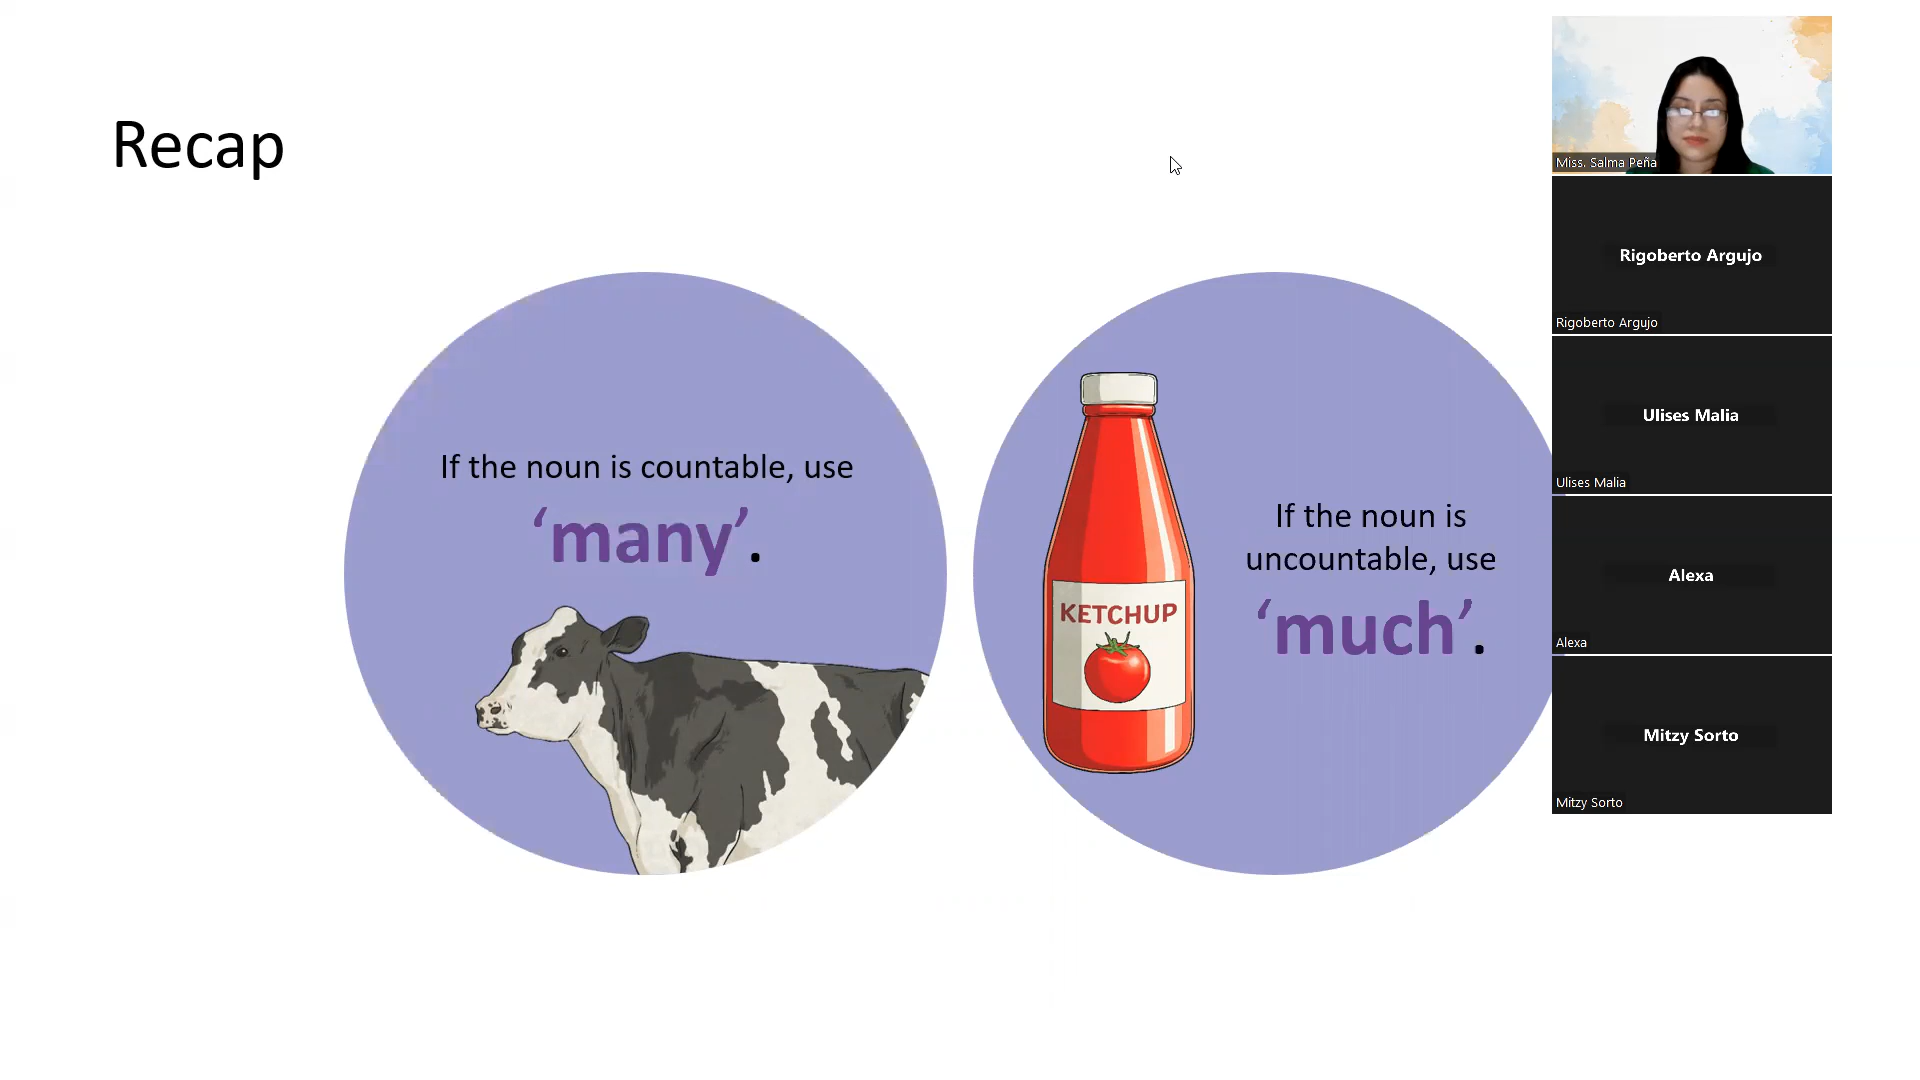 Recap
If the noun is countable, use
‘many’.
KETCHUP
If the noun is
uncountable, use
‘much’.
Miss. Salma Peña
Rigoberto Argujo
Rigoberto Argujo
Ulises Malia
Ulises Malia
Alexa
Alexa
Mitzy Sorto
Mitzy Sorto